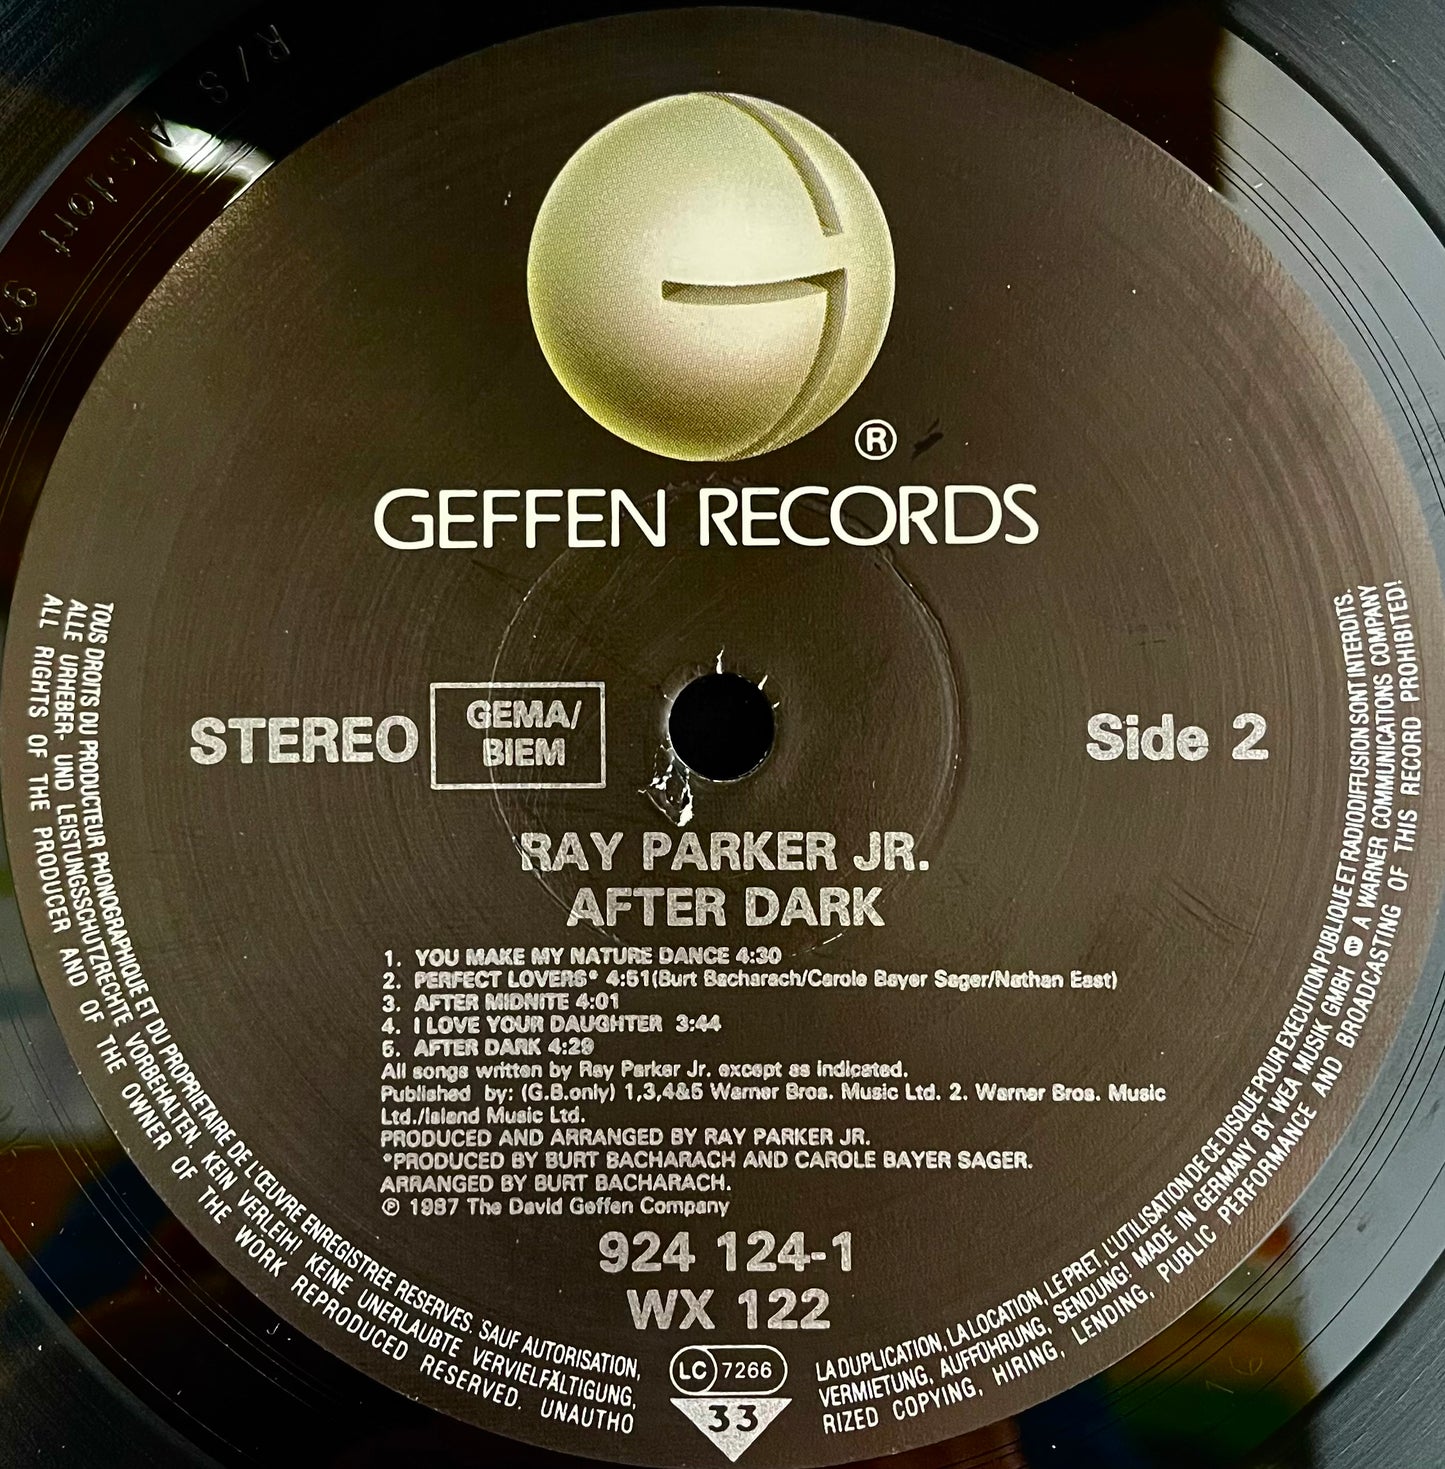 R/S Alsdorf 92
®
GEFFEN RECORDS
STEREO
GEMA/
BIEM
Side 2
RAY PARKER JR.
AFTER DARK
1. YOU MAKE MY NATURE DANCE 4:30
2. PERFECT LOVERS* 4:51(Burt Bacharach/Carole Bayer Sager/Nathan East)
3. AFTER MIDNITE 4:01
4. I LOVE YOUR DAUGHTER 3:44
5. AFTER DARK 4:29
All songs written by Ray Parker Jr. except as indicated.
Published by: (G.B.only) 1,3,4&5 Warner Bros. Music Ltd. 2. Warner Bros. Music
Ltd./Island Music Ltd.
PRODUCED AND ARRANGED BY RAY PARKER JR.
*PRODUCED BY BURT BACHARACH AND CAROLE BAYER SAGER.
ARRANGED BY BURT BACHARACH.
℗ 1987 The David Geffen Company
924 124-1
WX 122
LC 7266
33
TOUS DROITS DU PRODUCTEUR PHONOGRAPHIQUE ET DU PROPRIETAIRE DE L'ŒUVRE ENREGISTREE RESERVES. SAUF AUTORISATION,
LA DUPLICATION, LA LOCATION, LE PRET, L'UTILISATION DE CE DISQUE POUR EXECUTION PUBLIQUE ET RADIODIFFUSION SONT INTERDITS.
ALLE URHEBER- UND LEISTUNGSSCHUTZRECHTE VORBEHALTEN. KEIN VERLEIH! KEINE UNERLAUBTE VERVIELFÄLTIGUNG,
VERMIETUNG, AUFFÜHRUNG, SENDUNG! MADE IN GERMANY BY WEA MUSIK GMBH A WARNER COMMUNICATIONS COMPANY
ALL RIGHTS OF THE PRODUCER AND OF THE OWNER OF THE WORK REPRODUCED RESERVED. UNAUTHO
RIZED COPYING, HIRING, LENDING, PUBLIC PERFORMANCE AND BROADCASTING OF THIS RECORD PROHIBITED!
16